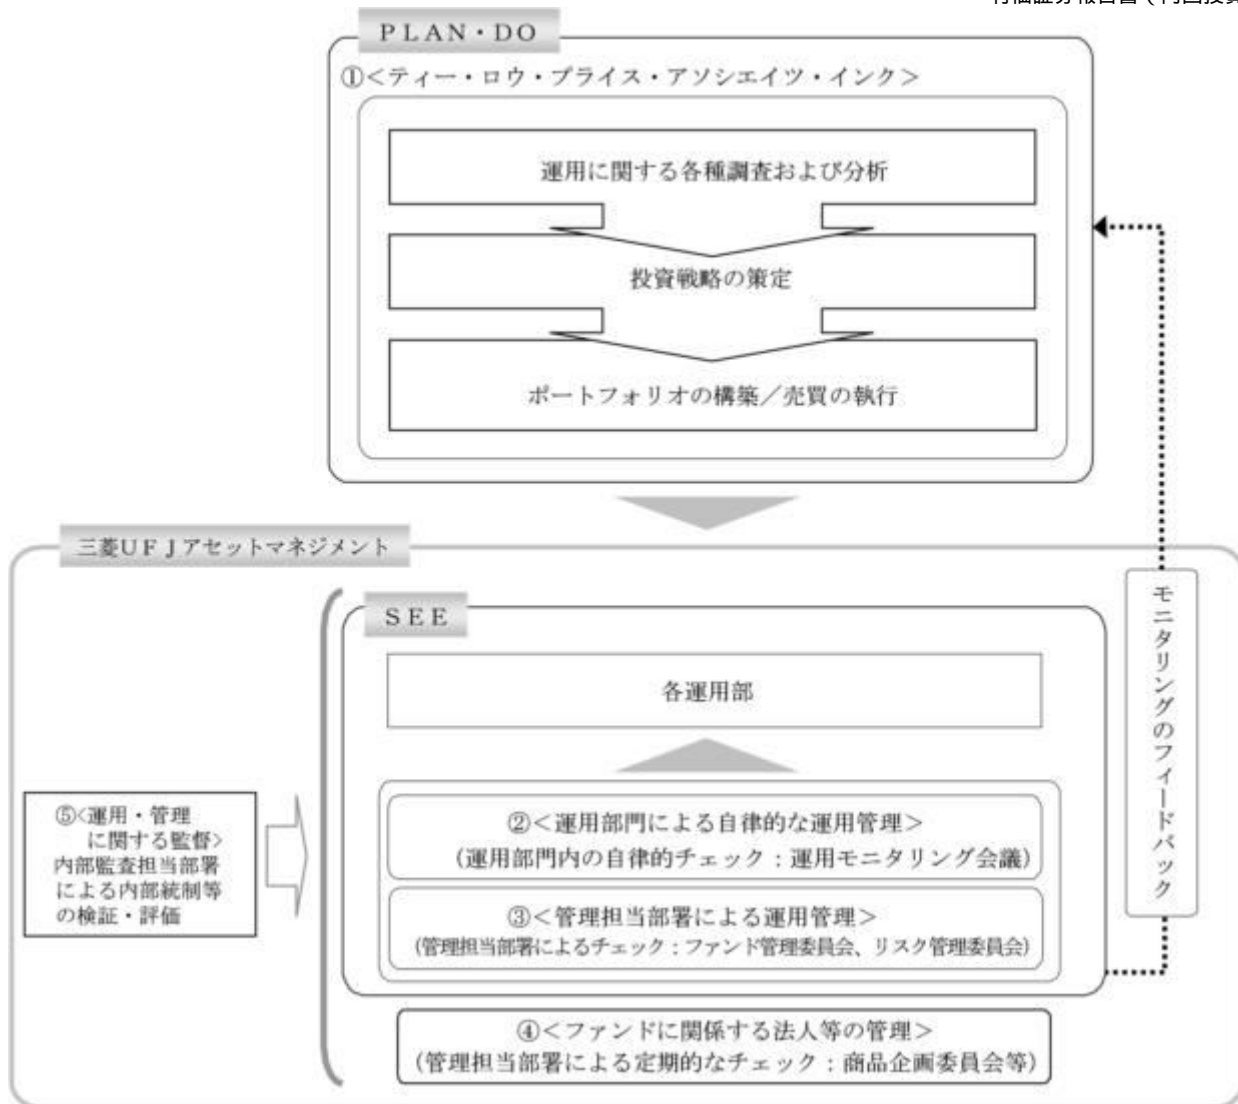 PLAN・DO
①<ティー・ロウ・プライス・アソシエイツ・インク>
運用に関する各種調査および分析
投資戦略の策定
ポートフォリオの構築/売買の執行
三菱UFJアセットマネジメント
SEE
各運用部
②<運用部門による自律的な運用管理>
(運用部門内の自律的チェック:運用モニタリング会議)
③<管理担当部署による運用管理>
(管理担当部署によるチェック:ファンド管理委員会、リスク管理委員会)
④<ファンドに関係する法人等の管理>
(管理担当部署による定期的なチェック:商品企画委員会等)
⑤<運用・管理
に関する監督>
内部監査担当部署
による内部統制等
の検証・評価
モニタリングのフィードバック